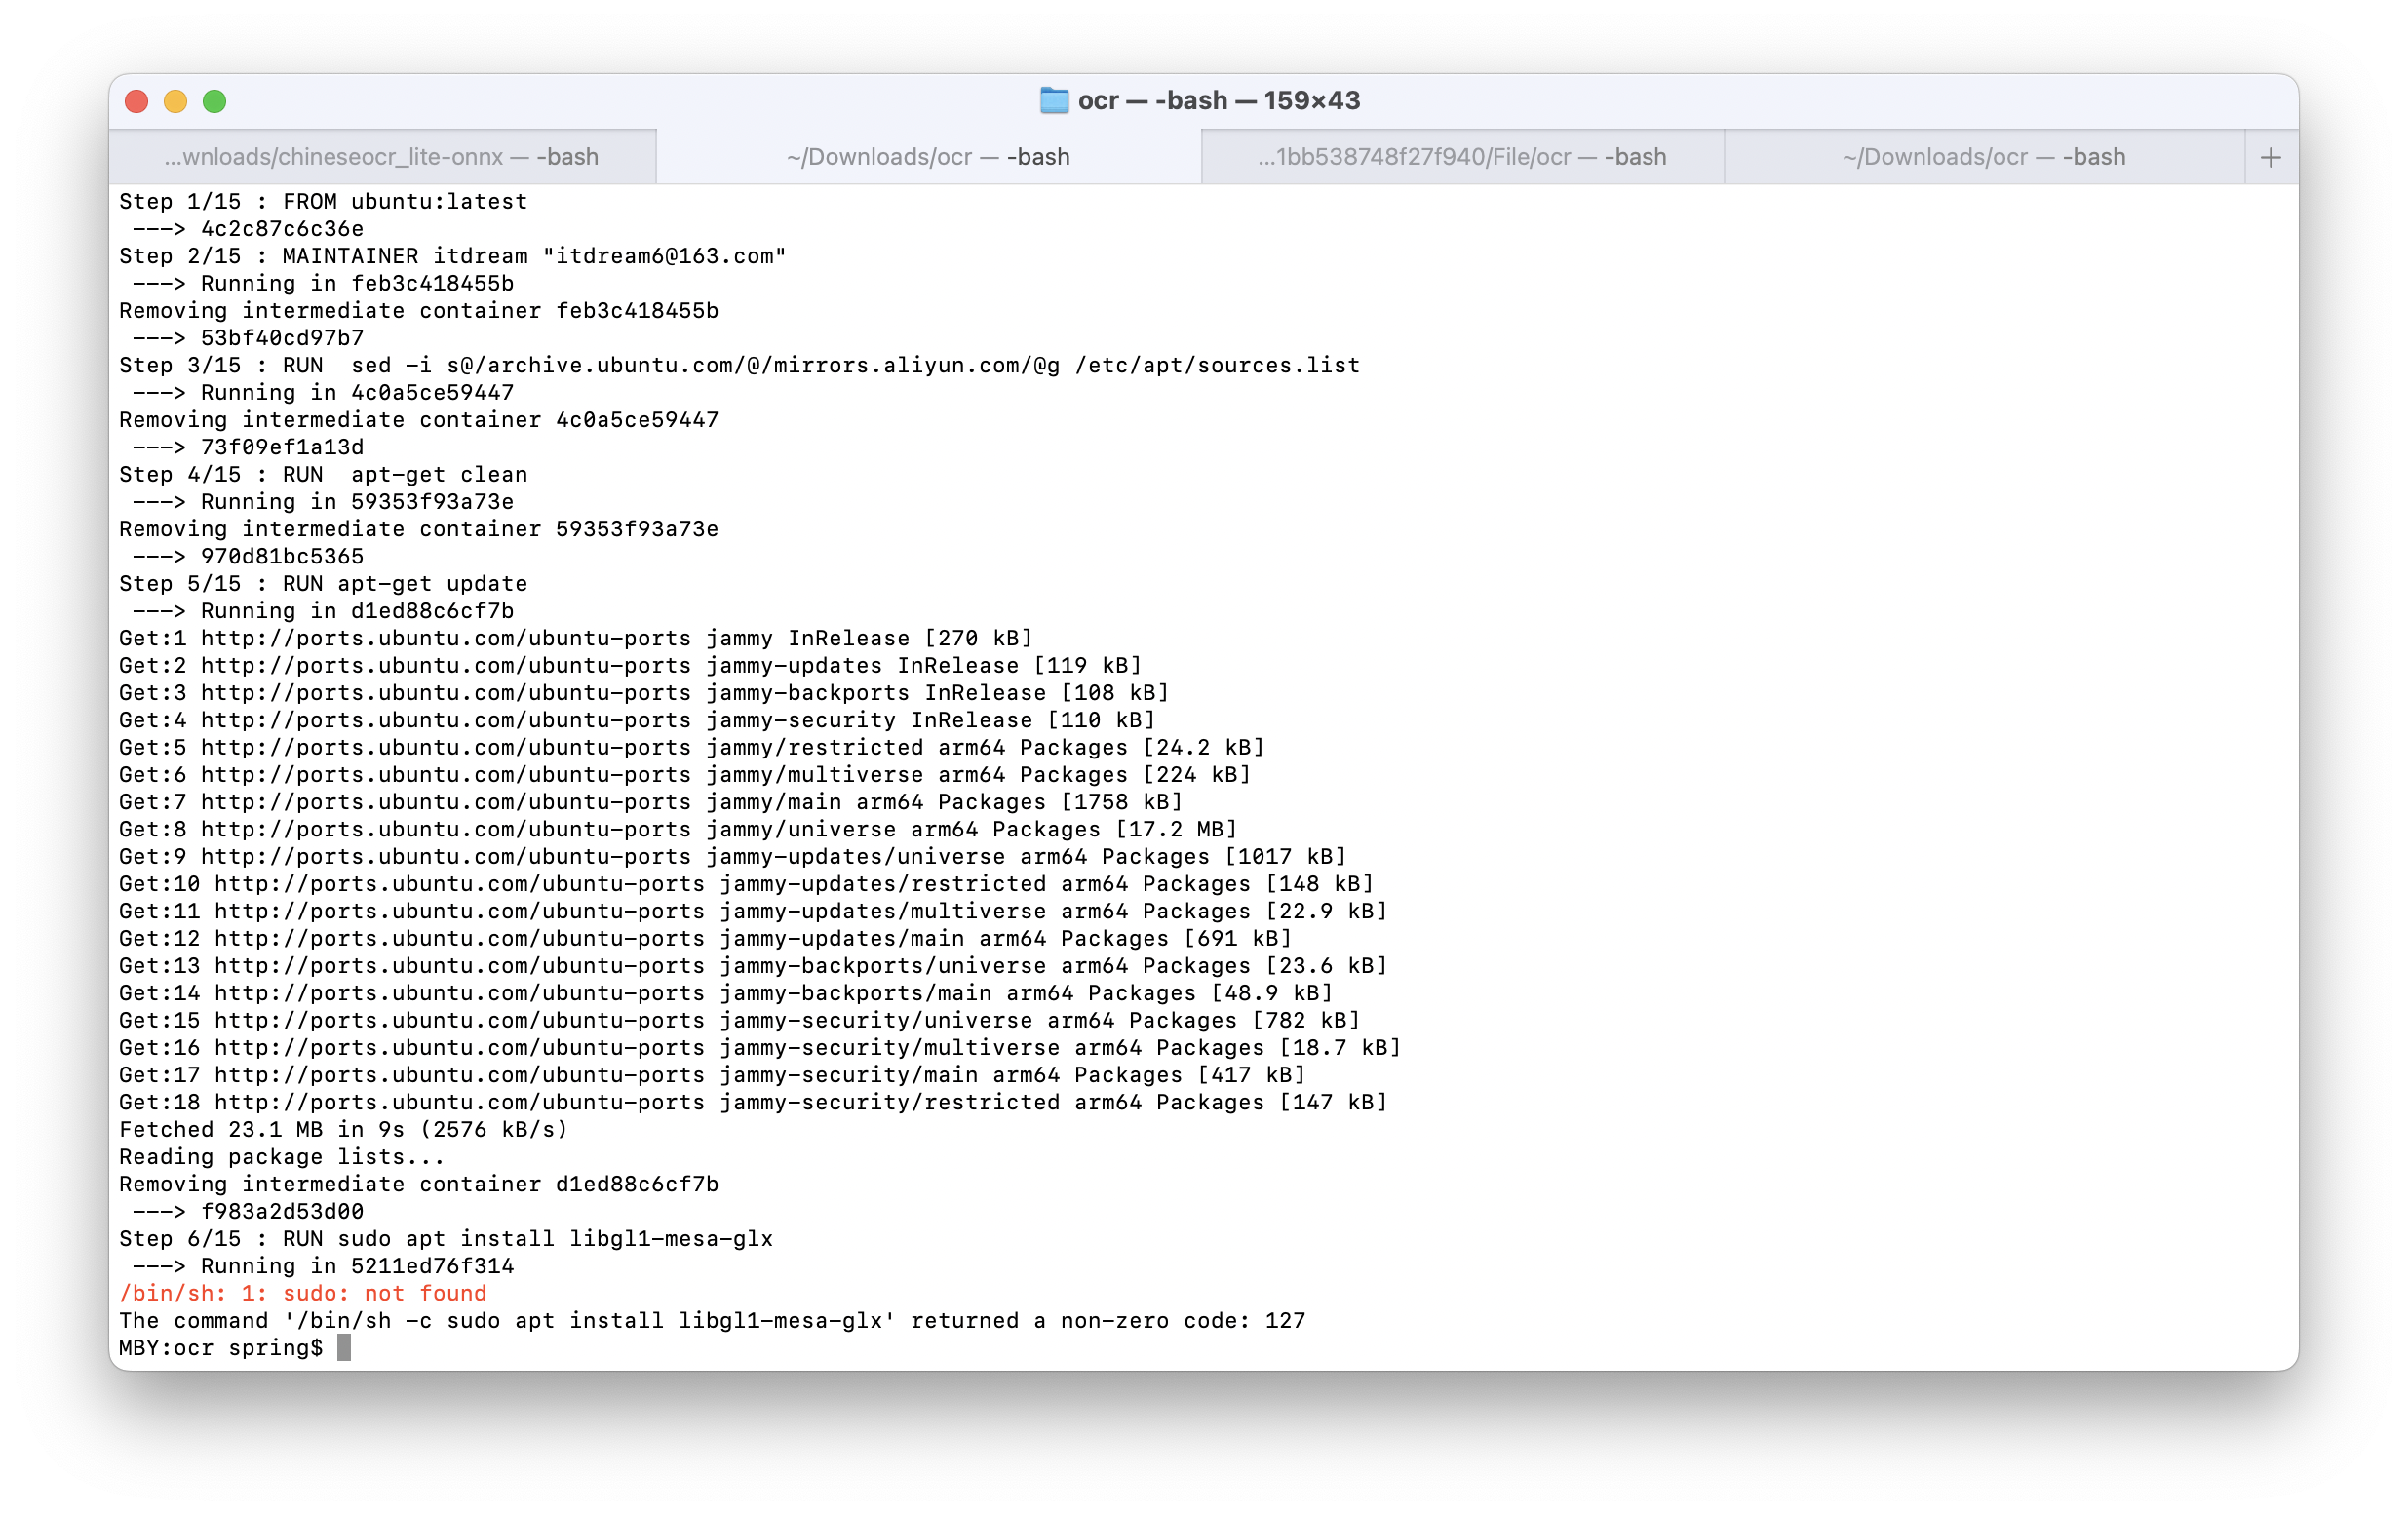 ocr — -bash — 159×43
...wnloads/chineseocr_lite-onnx — -bash
~/Downloads/ocr — -bash
...1bb538748f27f940/File/ocr — -bash
~/Downloads/ocr — -bash
+
Step 1/15 : FROM ubuntu:latest
 ---> 4c2c87c6c36e
Step 2/15 : MAINTAINER itdream "itdream6@163.com"
 ---> Running in feb3c418455b
Removing intermediate container feb3c418455b
 ---> 53bf40cd97b7
Step 3/15 : RUN  sed -i s@/archive.ubuntu.com/@/mirrors.aliyun.com/@g /etc/apt/sources.list
 ---> Running in 4c0a5ce59447
Removing intermediate container 4c0a5ce59447
 ---> 73f09ef1a13d
Step 4/15 : RUN  apt-get clean
 ---> Running in 59353f93a73e
Removing intermediate container 59353f93a73e
 ---> 970d81bc5365
Step 5/15 : RUN apt-get update
 ---> Running in d1ed88c6cf7b
Get:1 http://ports.ubuntu.com/ubuntu-ports jammy InRelease [270 kB]
Get:2 http://ports.ubuntu.com/ubuntu-ports jammy-updates InRelease [119 kB]
Get:3 http://ports.ubuntu.com/ubuntu-ports jammy-backports InRelease [108 kB]
Get:4 http://ports.ubuntu.com/ubuntu-ports jammy-security InRelease [110 kB]
Get:5 http://ports.ubuntu.com/ubuntu-ports jammy/restricted arm64 Packages [24.2 kB]
Get:6 http://ports.ubuntu.com/ubuntu-ports jammy/multiverse arm64 Packages [224 kB]
Get:7 http://ports.ubuntu.com/ubuntu-ports jammy/main arm64 Packages [1758 kB]
Get:8 http://ports.ubuntu.com/ubuntu-ports jammy/universe arm64 Packages [17.2 MB]
Get:9 http://ports.ubuntu.com/ubuntu-ports jammy-updates/universe arm64 Packages [1017 kB]
Get:10 http://ports.ubuntu.com/ubuntu-ports jammy-updates/restricted arm64 Packages [148 kB]
Get:11 http://ports.ubuntu.com/ubuntu-ports jammy-updates/multiverse arm64 Packages [22.9 kB]
Get:12 http://ports.ubuntu.com/ubuntu-ports jammy-updates/main arm64 Packages [691 kB]
Get:13 http://ports.ubuntu.com/ubuntu-ports jammy-backports/universe arm64 Packages [23.6 kB]
Get:14 http://ports.ubuntu.com/ubuntu-ports jammy-backports/main arm64 Packages [48.9 kB]
Get:15 http://ports.ubuntu.com/ubuntu-ports jammy-security/universe arm64 Packages [782 kB]
Get:16 http://ports.ubuntu.com/ubuntu-ports jammy-security/multiverse arm64 Packages [18.7 kB]
Get:17 http://ports.ubuntu.com/ubuntu-ports jammy-security/main arm64 Packages [417 kB]
Get:18 http://ports.ubuntu.com/ubuntu-ports jammy-security/restricted arm64 Packages [147 kB]
Fetched 23.1 MB in 9s (2576 kB/s)
Reading package lists...
Removing intermediate container d1ed88c6cf7b
 ---> f983a2d53d00
Step 6/15 : RUN sudo apt install libgl1-mesa-glx
 ---> Running in 5211ed76f314
/bin/sh: 1: sudo: not found
The command '/bin/sh -c sudo apt install libgl1-mesa-glx' returned a non-zero code: 127
MBY:ocr spring$